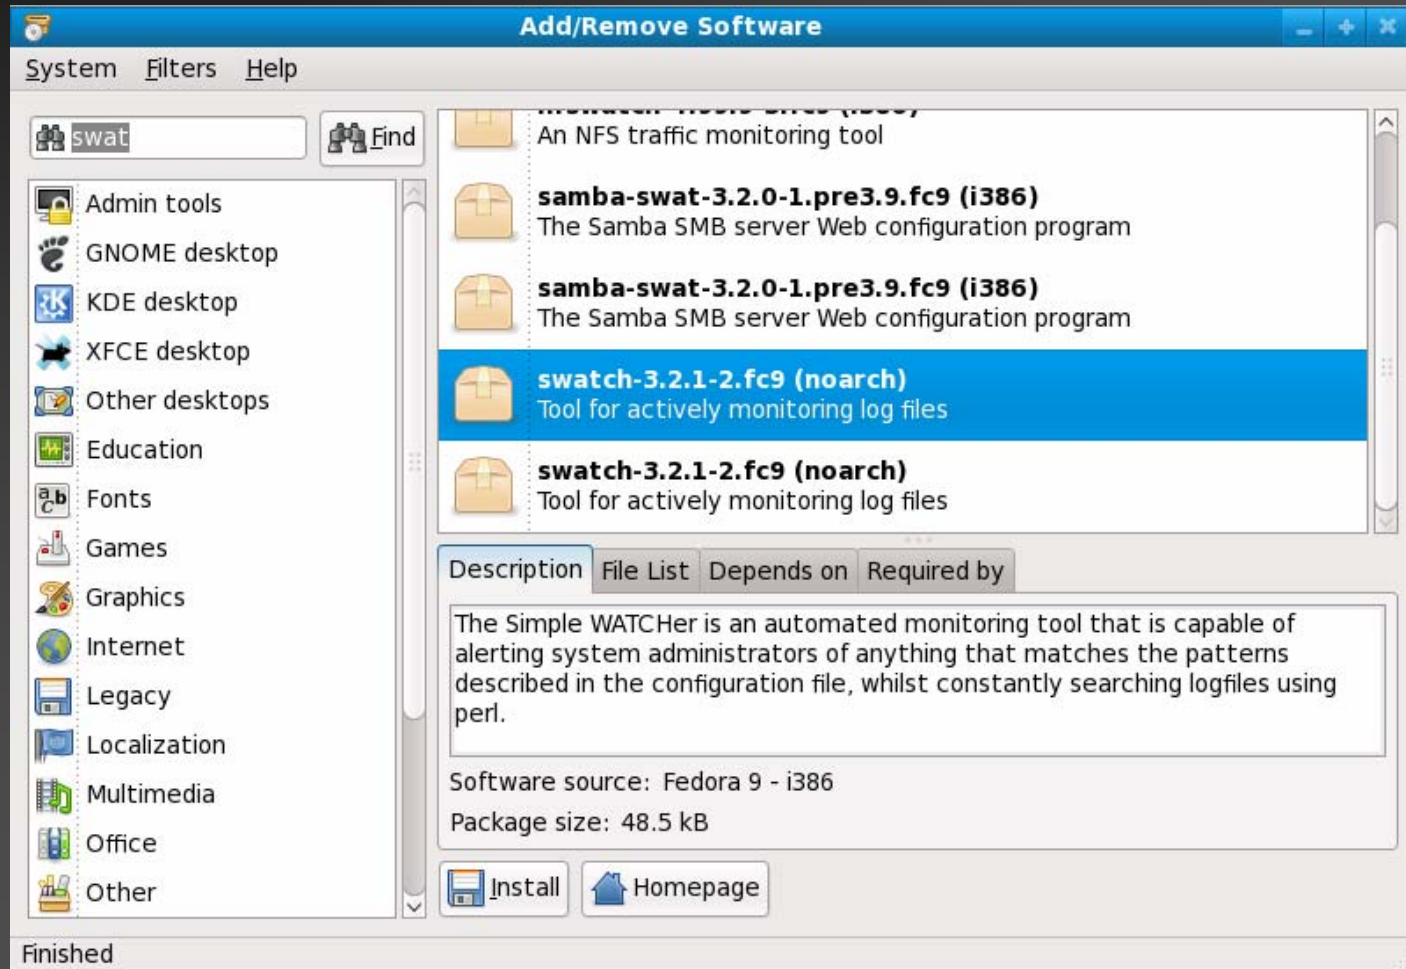 Add/Remove Software
System Filters Help
swat
Find
Admin tools
GNOME desktop
KDE desktop
XFCE desktop
Other desktops
Education
Fonts
Games
Graphics
Internet
Legacy
Localization
Multimedia
Office
Other
An NFS traffic monitoring tool
samba-swat-3.2.0-1.pre3.9.fc9 (i386)
The Samba SMB server Web configuration program
samba-swat-3.2.0-1.pre3.9.fc9 (i386)
The Samba SMB server Web configuration program
swatch-3.2.1-2.fc9 (noarch)
Tool for actively monitoring log files
swatch-3.2.1-2.fc9 (noarch)
Tool for actively monitoring log files
Description File List Depends on Required by
The Simple WATCHer is an automated monitoring tool that is capable of
alerting system administrators of anything that matches the patterns
described in the configuration file, whilst constantly searching logfiles using
perl.
Software source: Fedora 9 - i386
Package size: 48.5 kB
Install Homepage
Finished